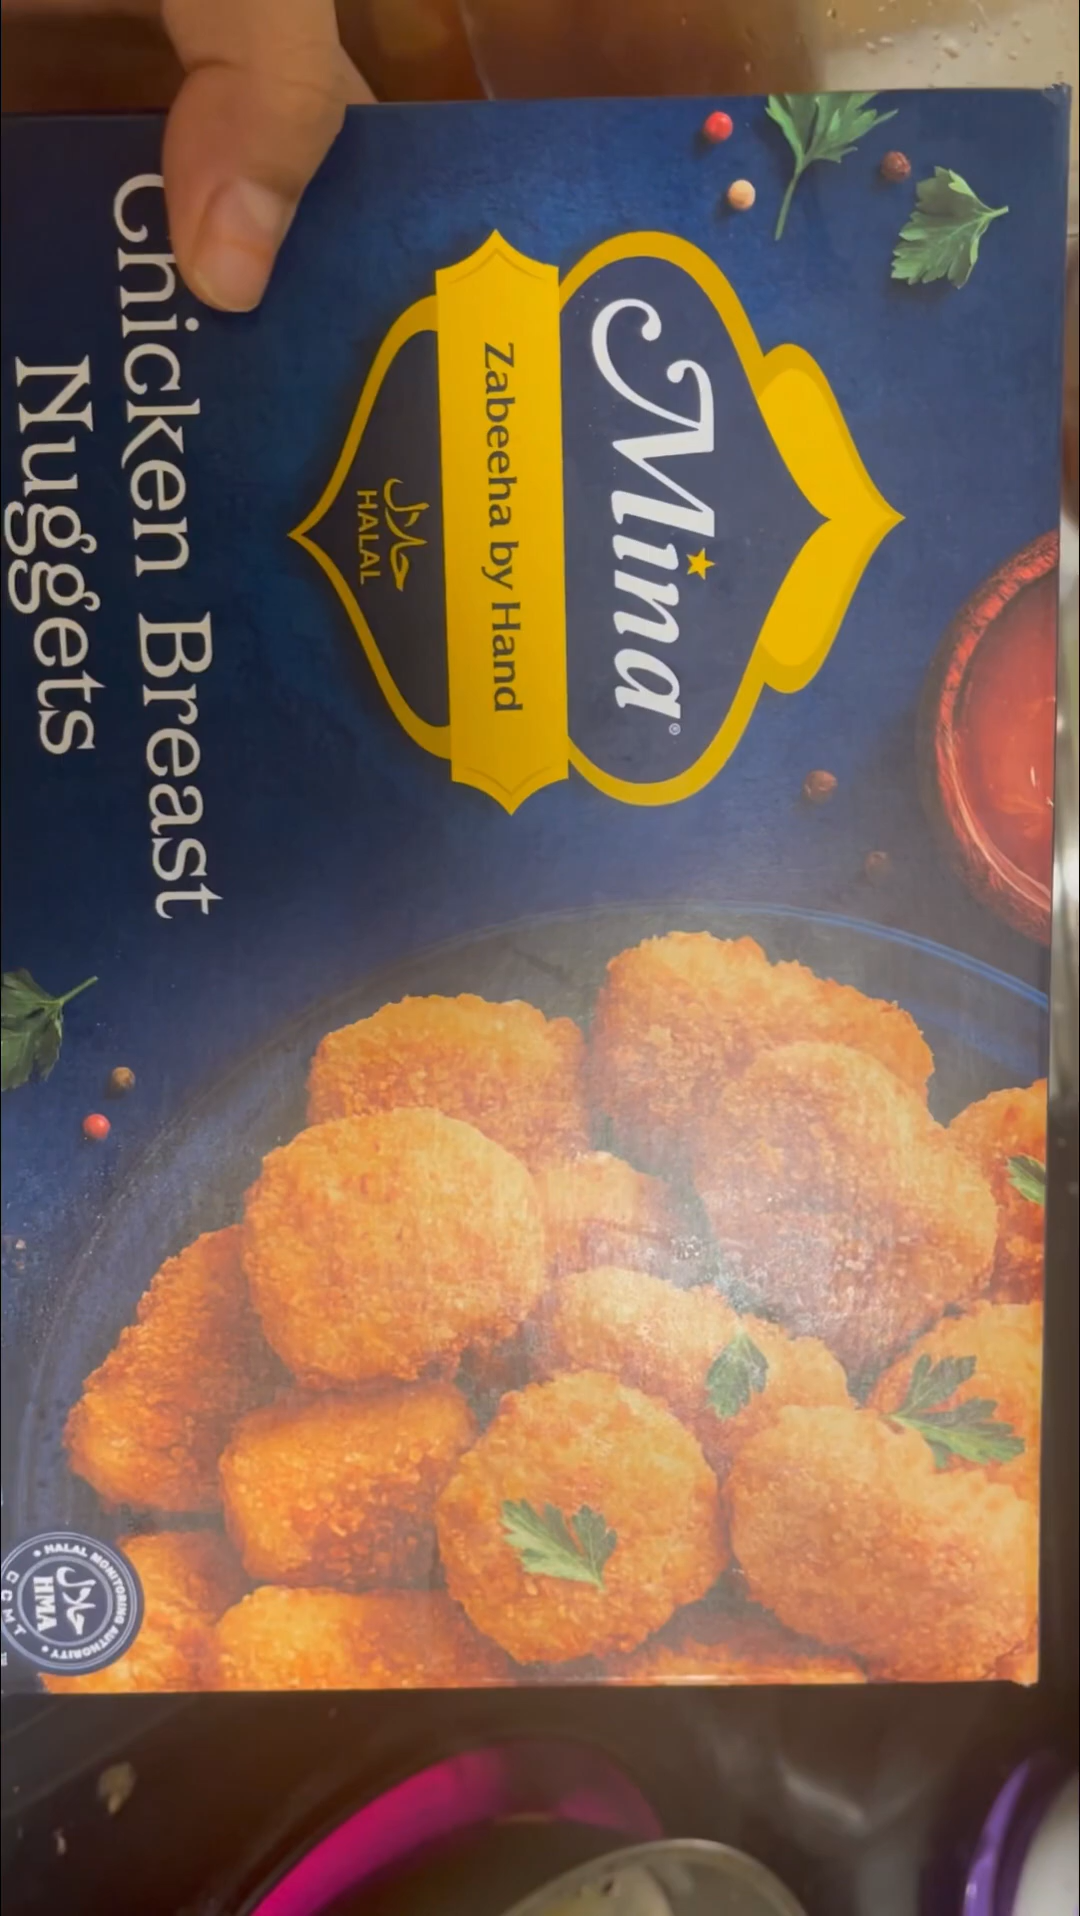 Mina®
Zabeeha by Hand
حلال
HALAL
Chicken Breast
Nuggets
HALAL MONITORING AUTHORITY
حلال
HMA